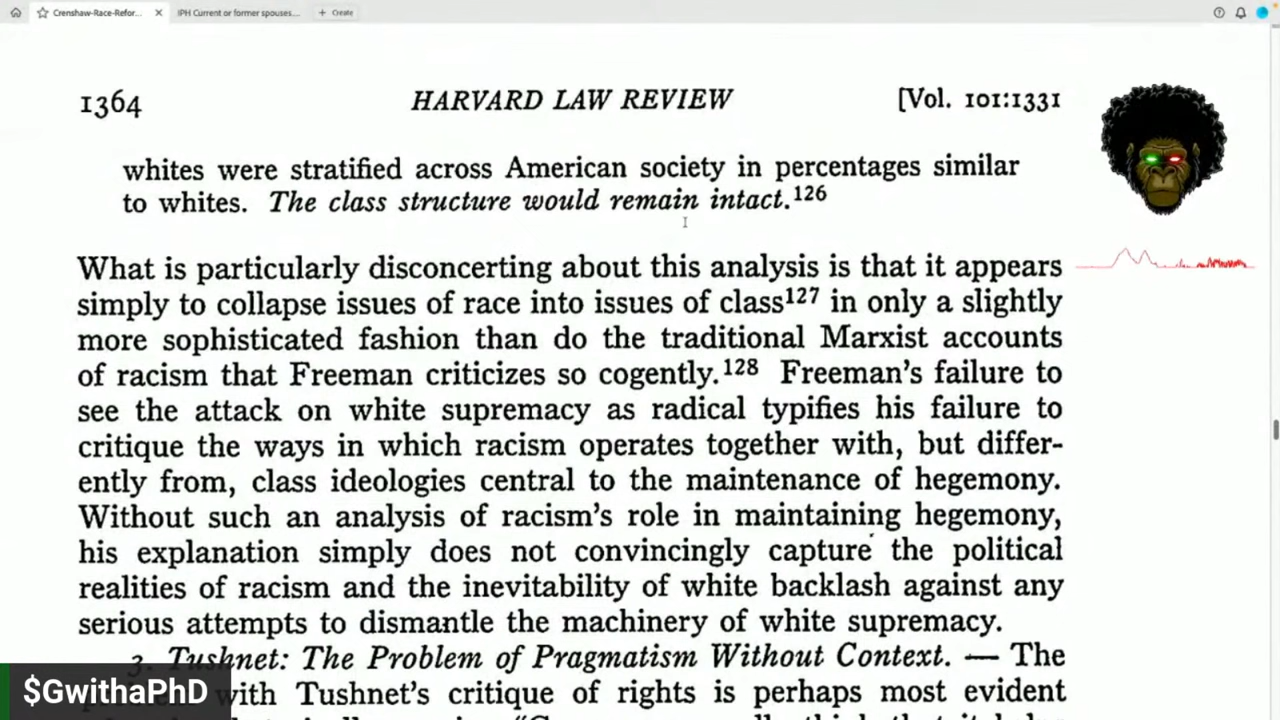 Crenshaw-Race-Refor...
IPH Current or former spouses...
+ Create
1364 HARVARD LAW REVIEW [Vol. 101:1331
whites were stratified across American society in percentages similar
to whites. The class structure would remain intact.126
What is particularly disconcerting about this analysis is that it appears
simply to collapse issues of race into issues of class127 in only a slightly
more sophisticated fashion than do the traditional Marxist accounts
of racism that Freeman criticizes so cogently.128 Freeman's failure to
see the attack on white supremacy as radical typifies his failure to
critique the ways in which racism operates together with, but differ-
ently from, class ideologies central to the maintenance of hegemony.
Without such an analysis of racism's role in maintaining hegemony,
his explanation simply does not convincingly capture the political
realities of racism and the inevitability of white backlash against any
serious attempts to dismantle the machinery of white supremacy.
3. Tushnet: The Problem of Pragmatism Without Context. — The
with Tushnet's critique of rights is perhaps most evident
$GwithaPhD